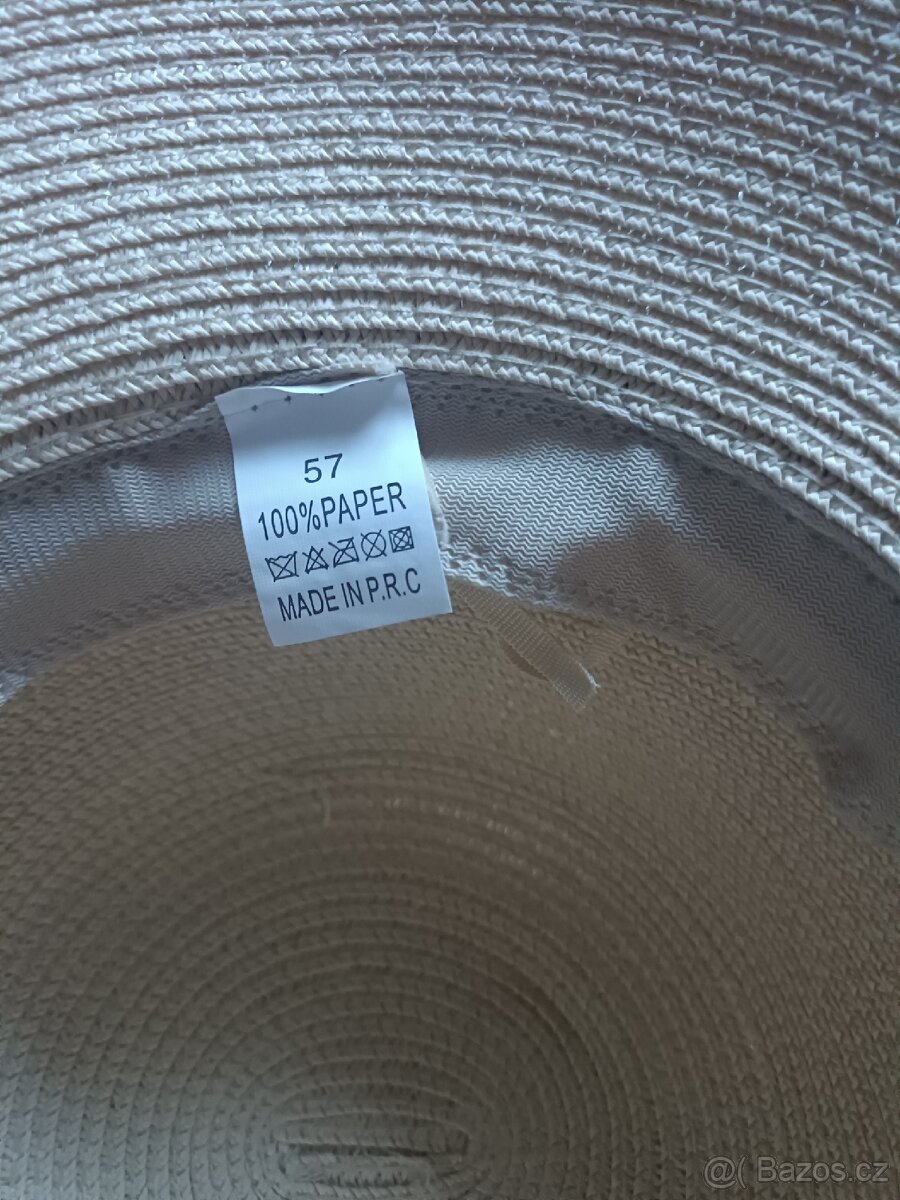 57
100%PAPER
MADE IN P.R.C
@( Bazos.cz